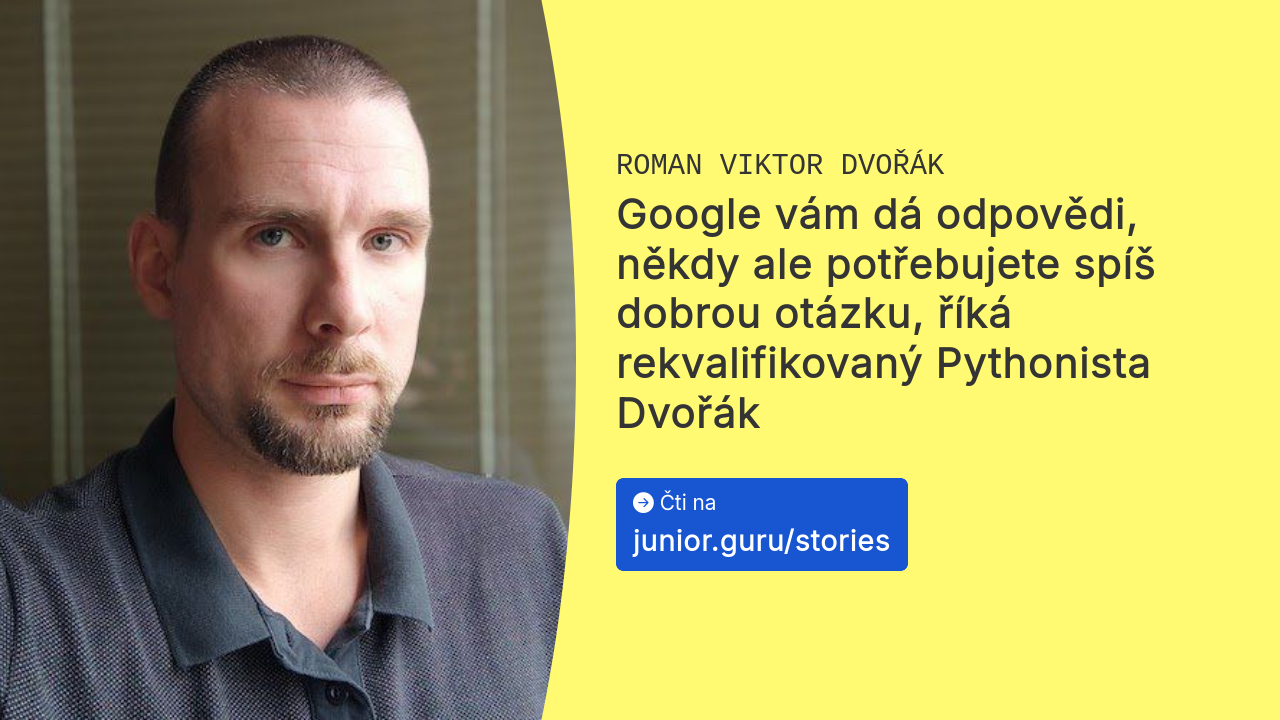 ROMAN VIKTOR DVOŘÁK
Google vám dá odpovědi,
někdy ale potřebujete spíš
dobrou otázku, říká
rekvalifikovaný Pythonista
Dvořák
Čti na
junior.guru/stories